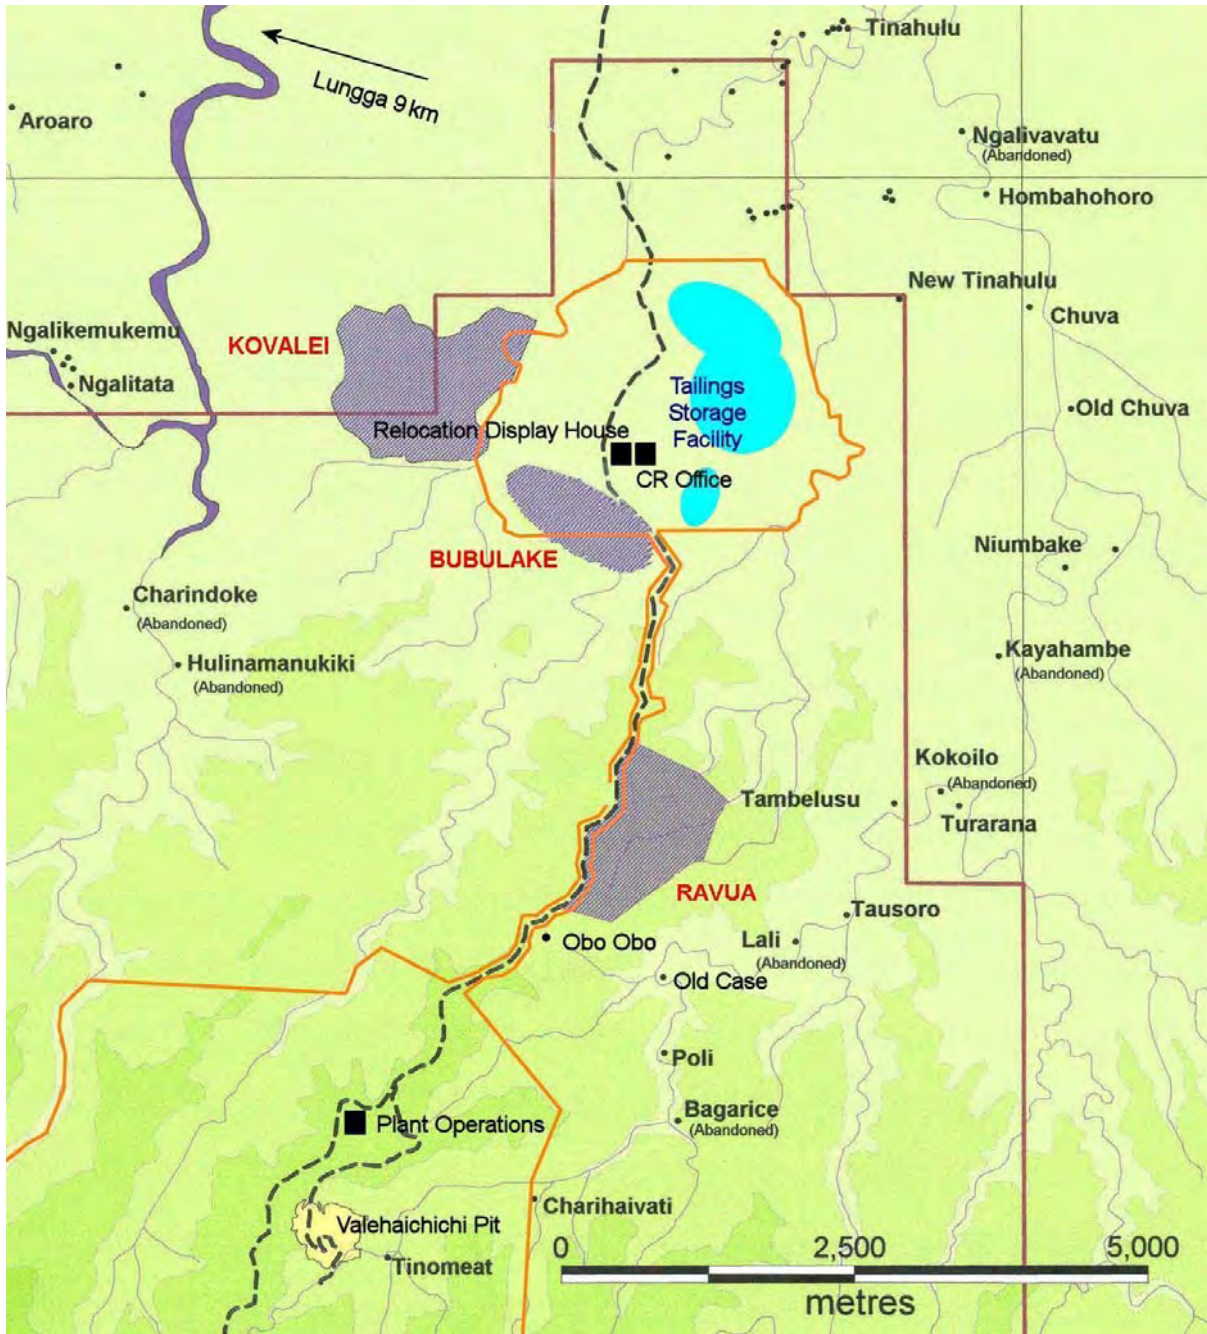 Tinahulu
Lungga 9 km
Aroaro
Ngalivavatu
(Abandoned)
Hombahohoro
New Tinahulu
Chuva
Ngalikemukemu
KOVALEI
Ngalitata
Tailings
Storage
Facility
Old Chuva
Relocation Display House
CR Office
BUBULAKE
Niumbake
Charindoke
(Abandoned)
Hulinamanukiki
(Abandoned)
Kayahambe
(Abandoned)
Kokoilo
(Abandoned)
Tambelusu
Turarana
RAVUA
Tausoro
Obo Obo
Lali
(Abandoned)
Old Case
Poli
Bagarice
(Abandoned)
Plant Operations
Charihaivati
Valehaichichi Pit
Tinomeat
0 2,500 5,000
metres